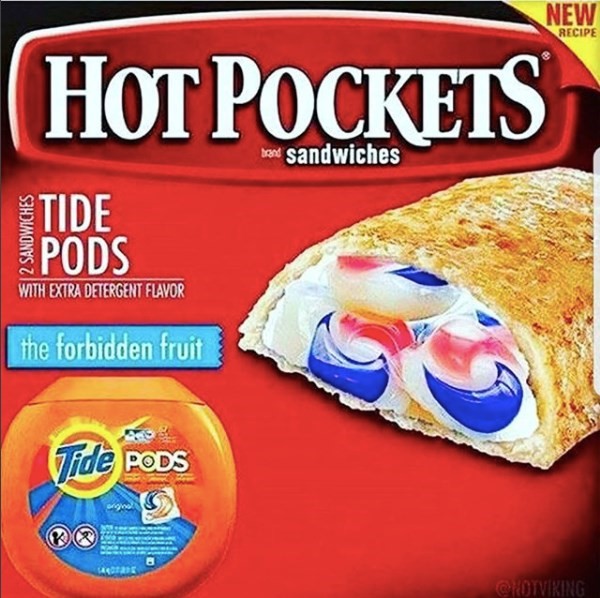 NEW
RECIPE
HOT POCKETS®
brand sandwiches
2 SANDWICHES
TIDE
PODS
WITH EXTRA DETERGENT FLAVOR
the forbidden fruit
Tide PODS
original
@NOTVIKING